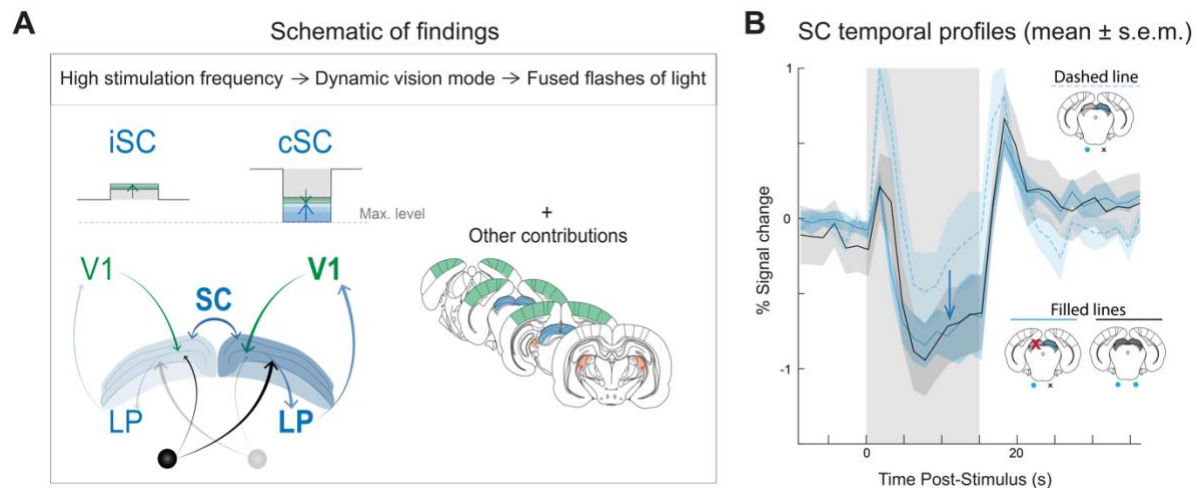 A
Schematic of findings
High stimulation frequency → Dynamic vision mode → Fused flashes of light
iSC
cSC
Max. level
+
Other contributions
V1
V1
SC
LP
LP
B
SC temporal profiles (mean ± s.e.m.)
% Signal change
1
0
-1
0
20
Time Post-Stimulus (s)
Dashed line
x
Filled lines
x
x